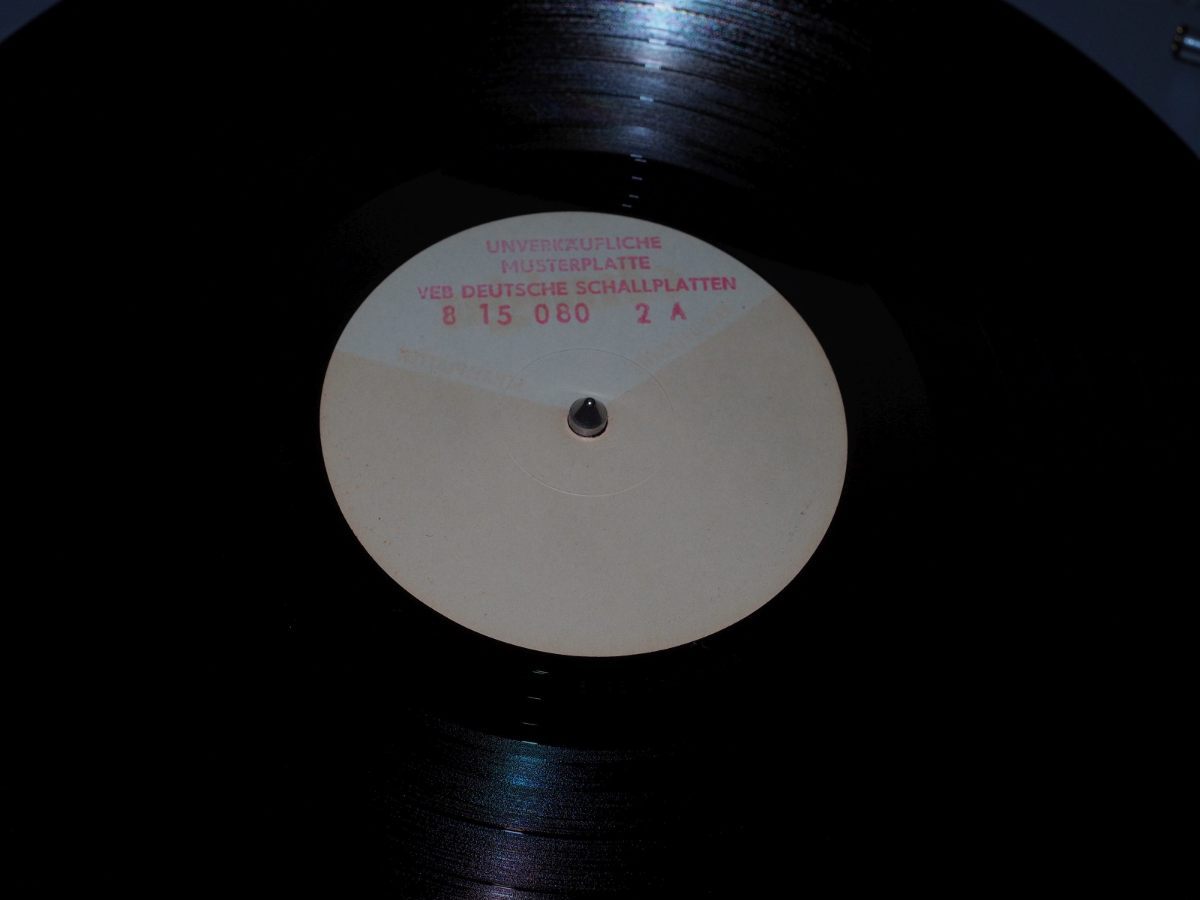 UNVERKÄUFLICHE
MUSTERPLATTE
VEB DEUTSCHE SCHALLPLATTEN
8 15 080 2 A